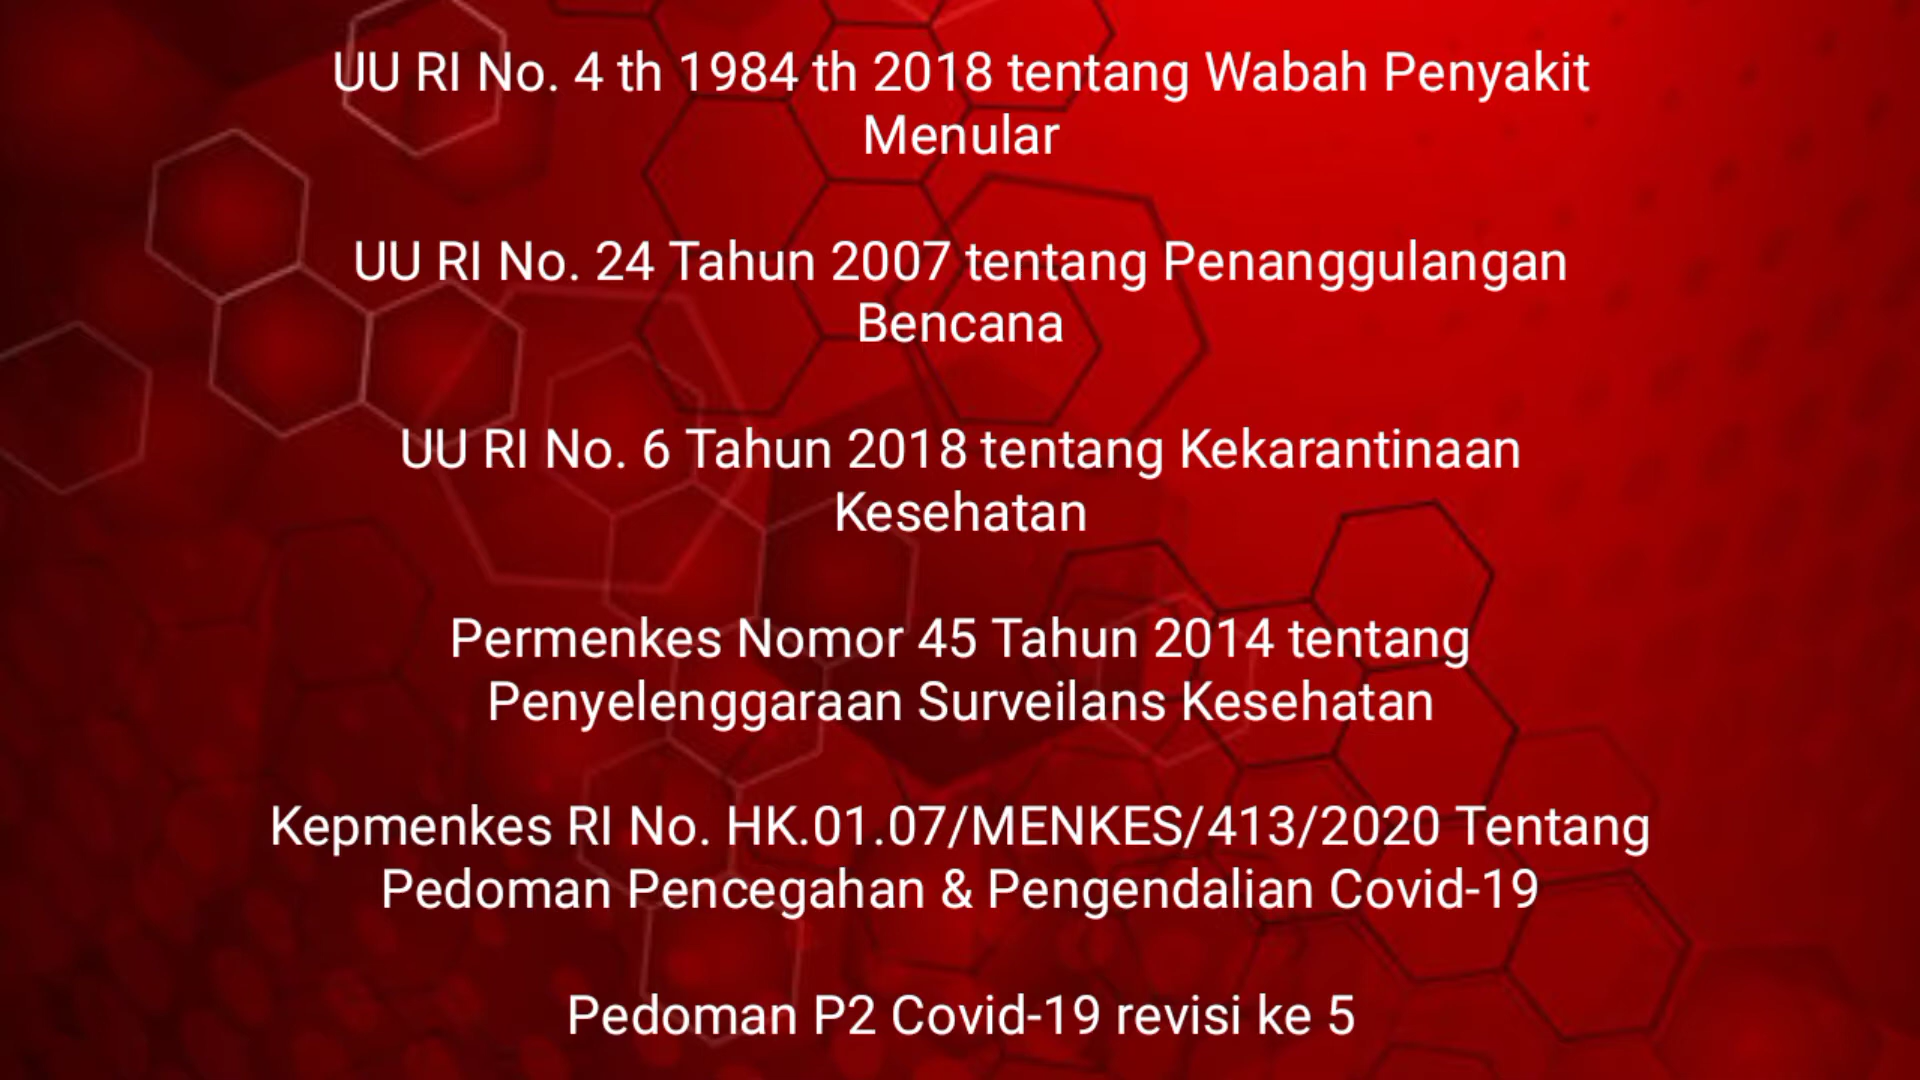 UU RI No. 4 th 1984 th 2018 tentang Wabah Penyakit
Menular
UU RI No. 24 Tahun 2007 tentang Penanggulangan
Bencana
UU RI No. 6 Tahun 2018 tentang Kekarantinaan
Kesehatan
Permenkes Nomor 45 Tahun 2014 tentang
Penyelenggaraan Surveilans Kesehatan
Kepmenkes RI No. HK.01.07/MENKES/413/2020 Tentang
Pedoman Pencegahan & Pengendalian Covid-19
Pedoman P2 Covid-19 revisi ke 5